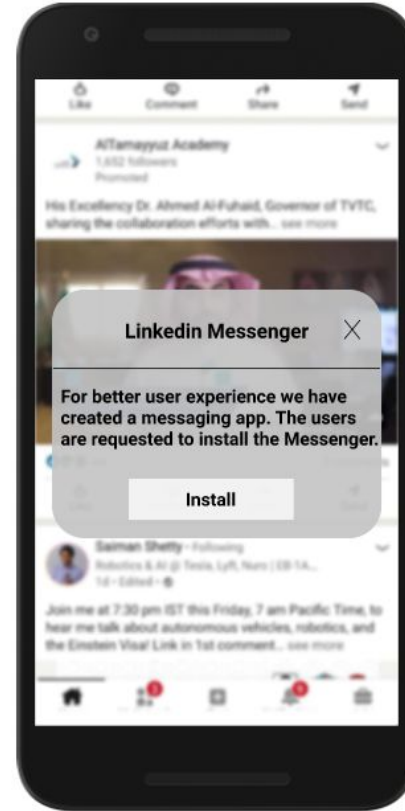 Like Comment Share Send
AlTamayyuz Academy
1,652 followers
Promoted
His Excellency Dr. Ahmed Al-Fuhaid, Governor of TVTC,
sharing the collaboration efforts with... see more
Linkedin Messenger
For better user experience we have
created a messaging app. The users
are requested to install the Messenger.
Install
Saiman Shetty · Following
Robotics & AI @ Tesla, Lyft, Nuro | EB-1A...
1d · Edited ·
Join me at 7:30 pm IST this Friday, 7 am Pacific Time, to
hear me talk about autonomous vehicles, robotics, and
the Einstein Visa! Link in 1st comment... see more